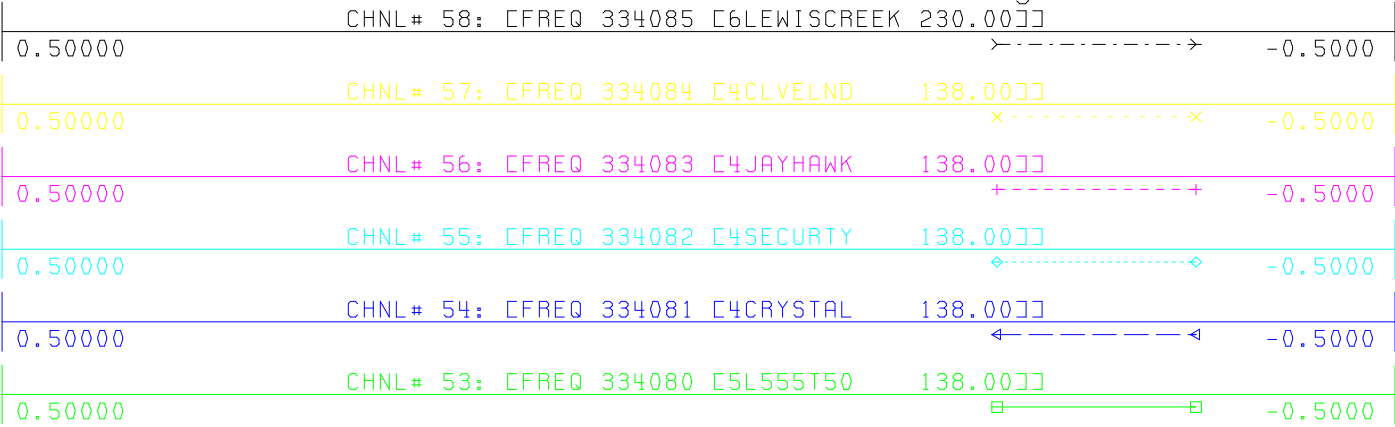 CHNL# 58: [FREQ 334085 [6LEWISCREEK 230.00]]
0.50000 -0.5000
CHNL# 57: [FREQ 334084 [4CLVELND 138.00]]
0.50000 -0.5000
CHNL# 56: [FREQ 334083 [4JAYHAWK 138.00]]
0.50000 -0.5000
CHNL# 55: [FREQ 334082 [4SECURTY 138.00]]
0.50000 -0.5000
CHNL# 54: [FREQ 334081 [4CRYSTAL 138.00]]
0.50000 -0.5000
CHNL# 53: [FREQ 334080 [5L555T50 138.00]]
0.50000 -0.5000